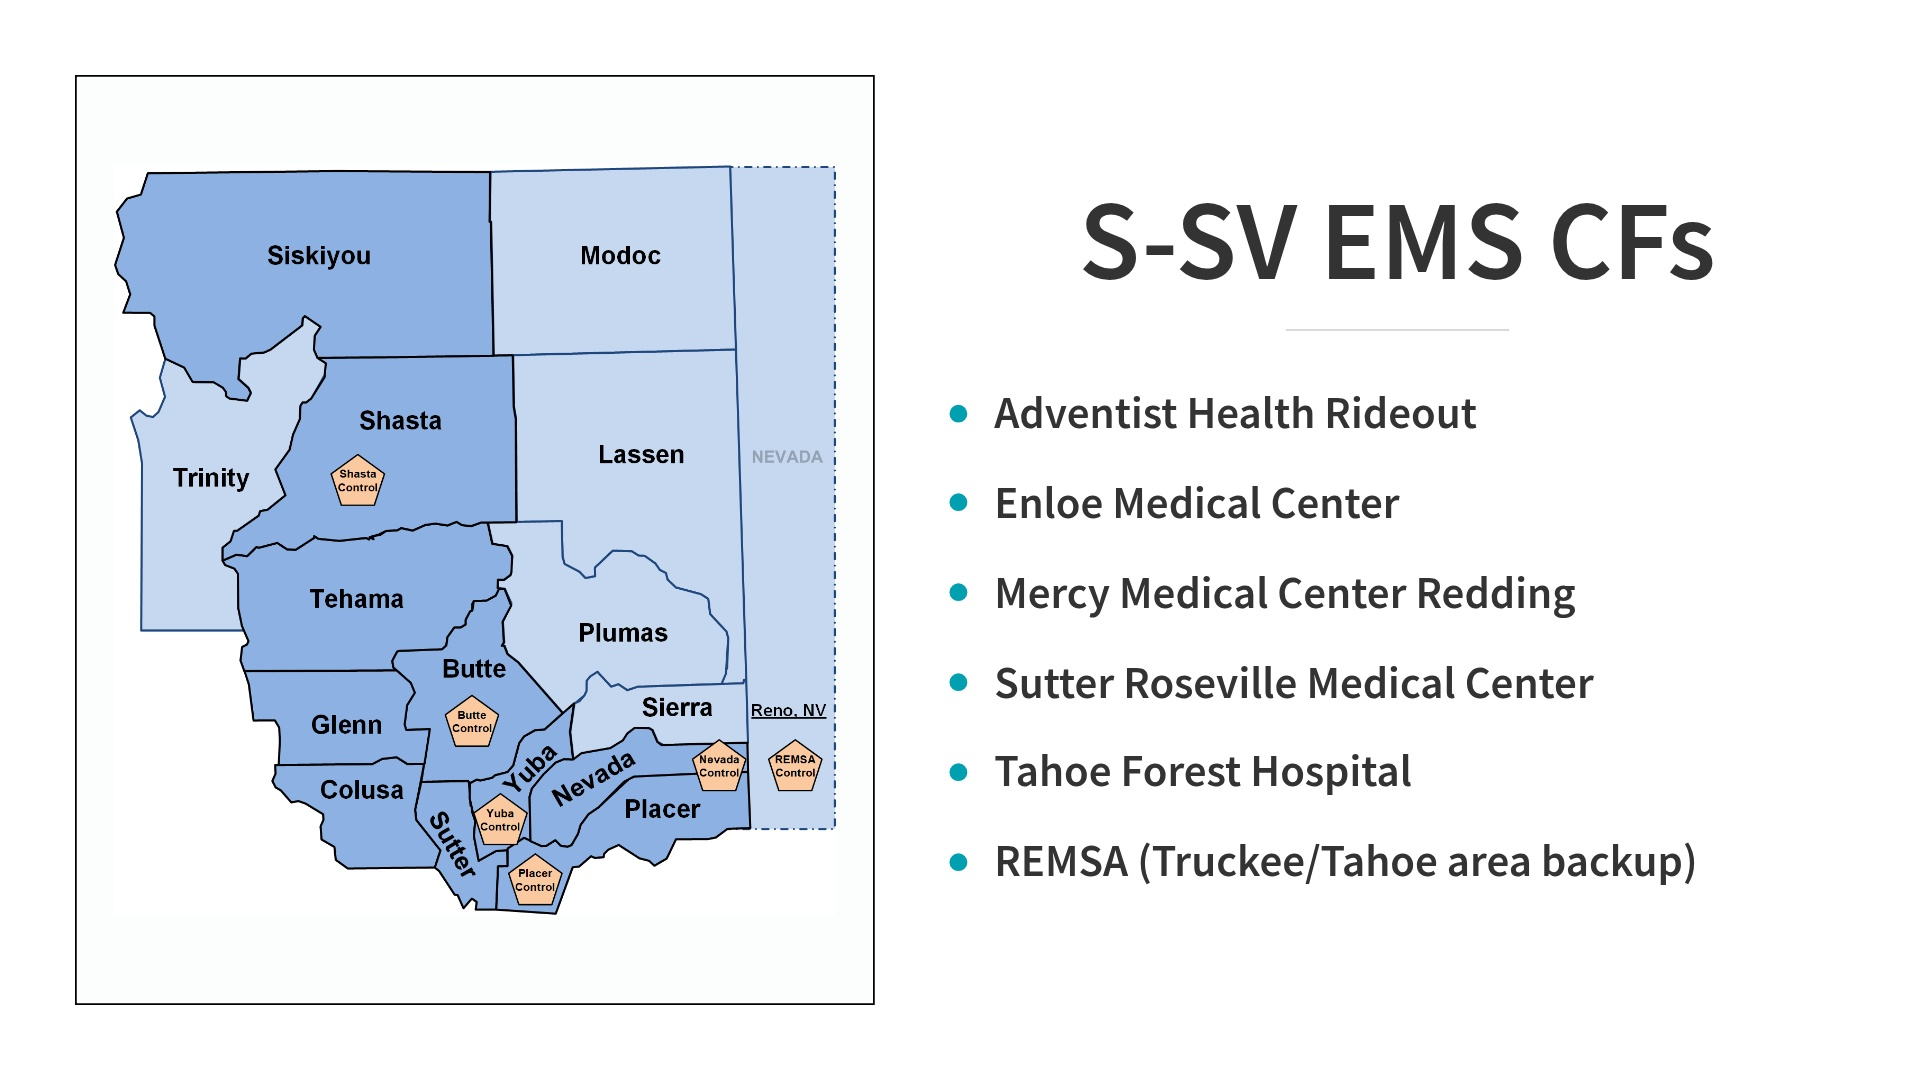 S-SV EMS CFs
Siskiyou
Modoc
Shasta
Lassen
NEVADA
Trinity
Shasta
Control
Tehama
Plumas
Butte
Sierra
Reno, NV
Glenn
Butte
Control
Yuba
Nevada
Nevada
Control
REMSA
Control
Colusa
Placer
Sutter
Yuba
Control
Placer
Control
Adventist Health Rideout
Enloe Medical Center
Mercy Medical Center Redding
Sutter Roseville Medical Center
Tahoe Forest Hospital
REMSA (Truckee/Tahoe area backup)